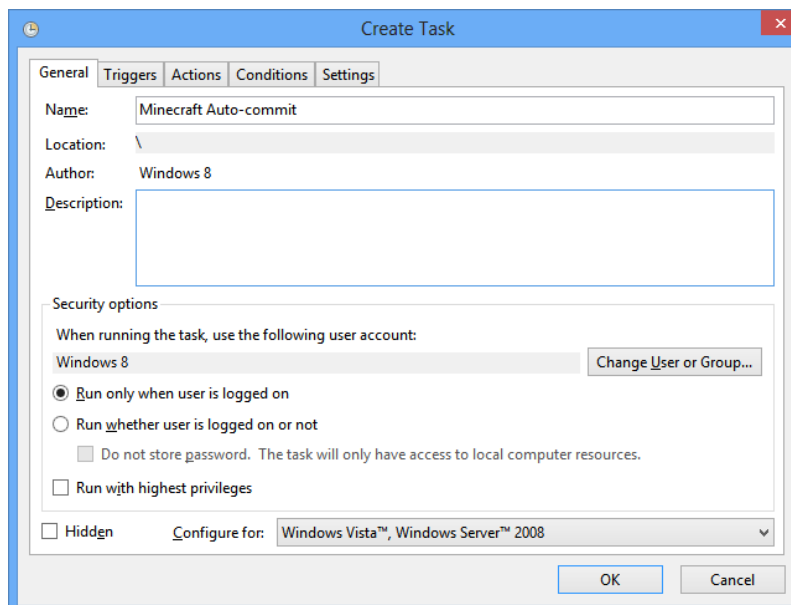 Create Task
General Triggers Actions Conditions Settings
Name: Minecraft Auto-commit
Location: \
Author: Windows 8
Description:
Security options
When running the task, use the following user account:
Windows 8 Change User or Group...
Run only when user is logged on
Run whether user is logged on or not
Do not store password. The task will only have access to local computer resources.
Run with highest privileges
Hidden Configure for: Windows Vista™, Windows Server™ 2008
OK Cancel